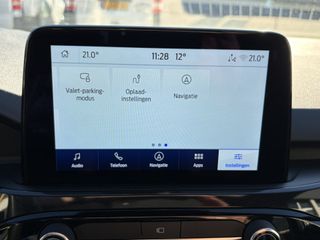 21.0° 11:28 12° 21.0°
Valet-parking-
modus
Oplaad-
instellingen
Navigatie
Audio Telefoon Navigatie Apps Instellingen